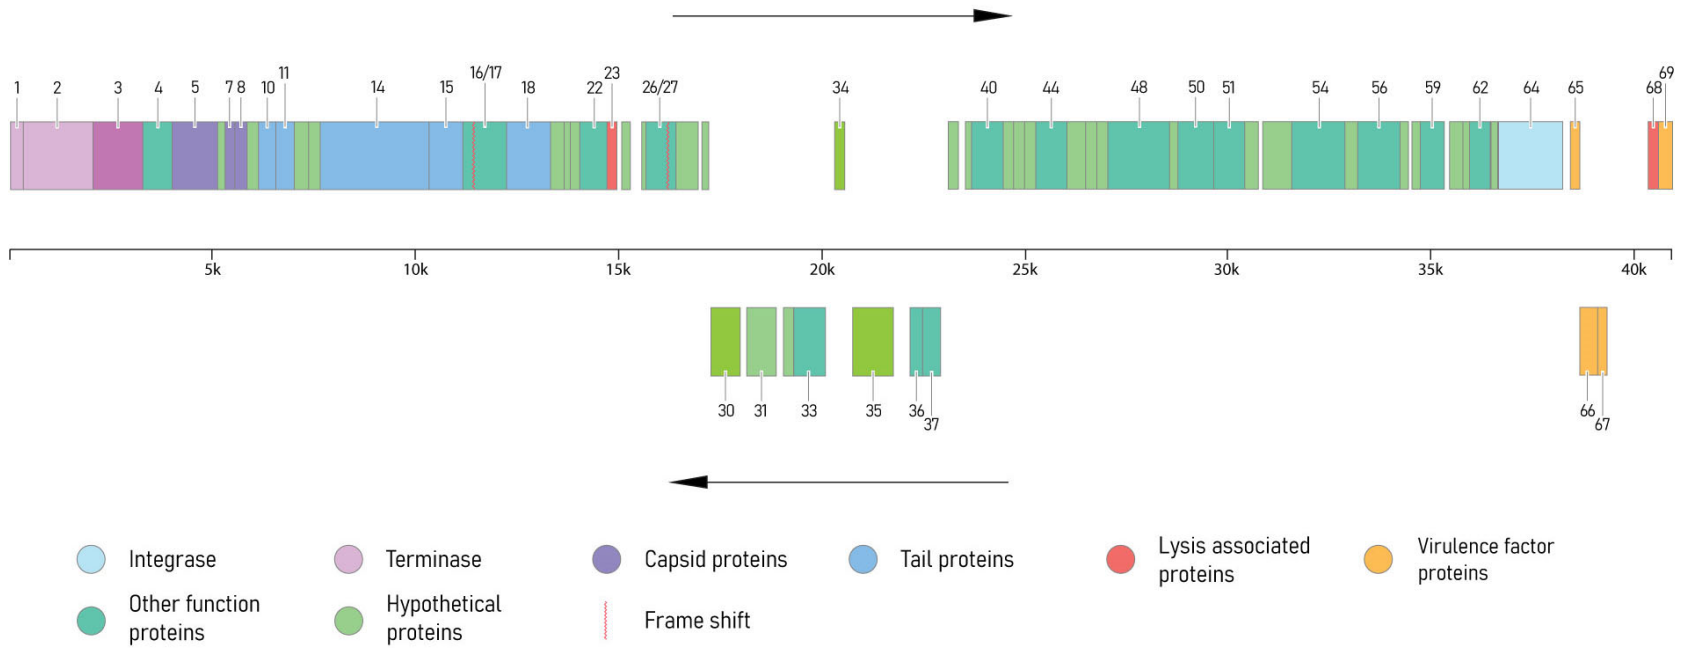 16/17 23 69
11
1 2 3 4 5 7 8 10 14 15 18 22 26/27 34 40 44 48 50 51 54 56 59 62 64 65 68
5k 10k 15k 20k 25k 30k 35k 40k
30 31 33 35 36 66
37 67
Integrase
Terminase
Capsid proteins
Tail proteins
Lysis associated
proteins
Virulence factor
proteins
Other function
proteins
Hypothetical
proteins
Frame shift